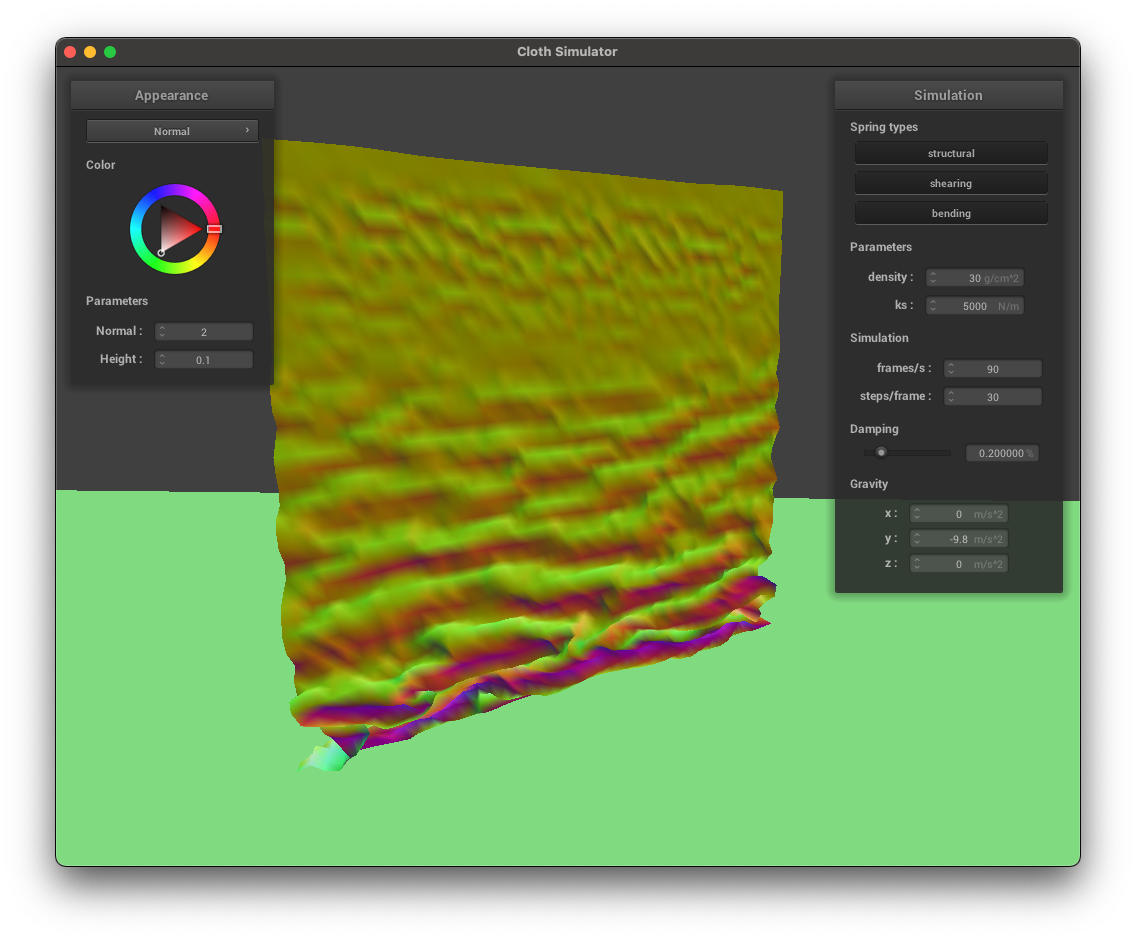 Cloth Simulator
Appearance
Normal ›
Color
Parameters
Normal : 2
Height : 0.1
Simulation
Spring types
structural
shearing
bending
Parameters
density : 30 g/cm^2
ks : 5000 N/m
Simulation
frames/s : 90
steps/frame : 30
Damping
0.200000 %
Gravity
x : 0 m/s^2
y : -9.8 m/s^2
z : 0 m/s^2